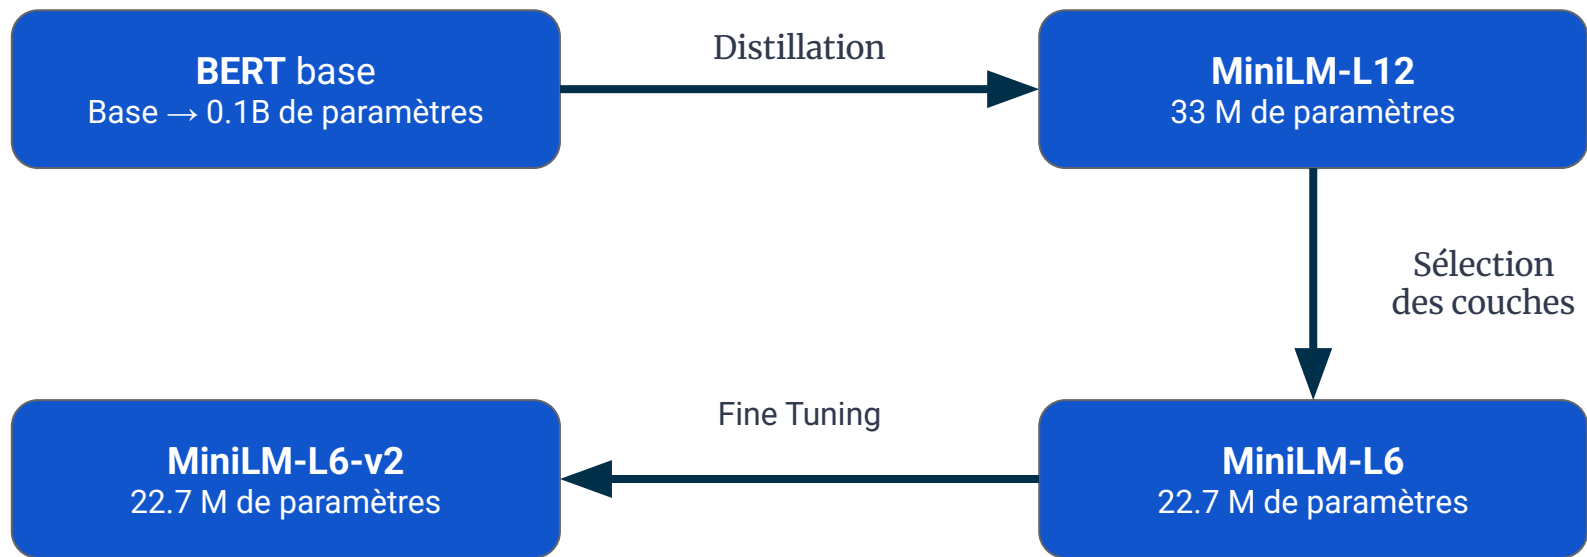 BERT base
Base → 0.1B de paramètres
Distillation
MiniLM-L12
33 M de paramètres
Sélection
des couches
MiniLM-L6
22.7 M de paramètres
Fine Tuning
MiniLM-L6-v2
22.7 M de paramètres